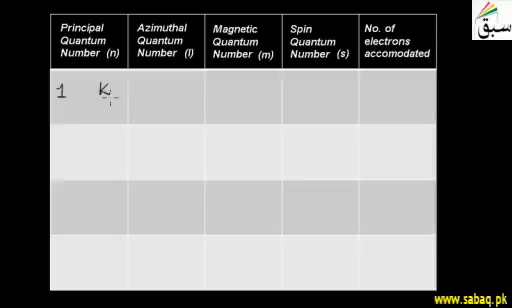 سبق
Principal Quantum Number (n)
Azimuthal Quantum Number (l)
Magnetic Quantum Number (m)
Spin Quantum Number (s)
No. of electrons accomodated
1 K
www.sabaq.pk